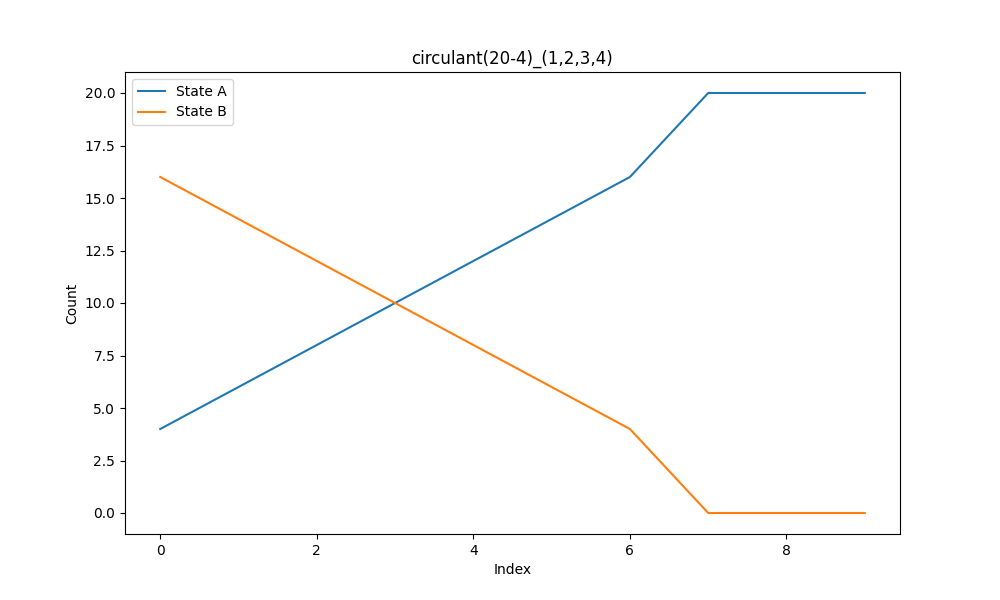 circulant(20-4)_(1,2,3,4)
State A
State B
20.0
17.5
15.0
12.5
10.0
7.5
5.0
2.5
0.0
Count
0 2 4 6 8
Index